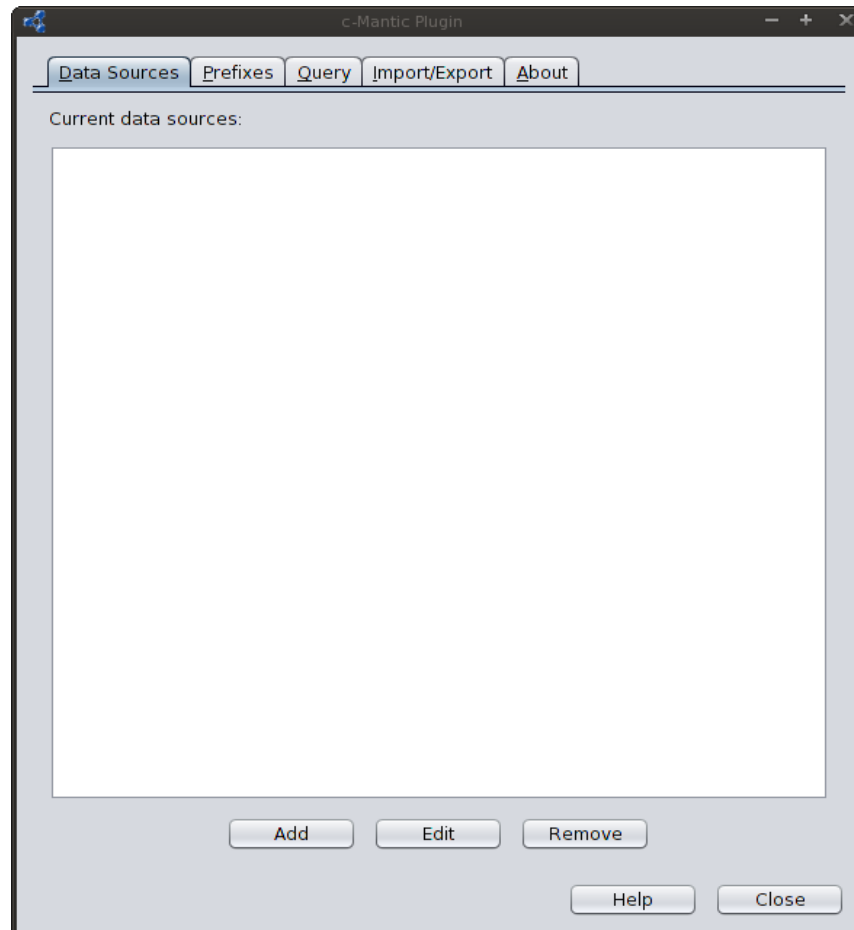 c-Mantic Plugin
Data Sources Prefixes Query Import/Export About
Current data sources:
Add Edit Remove
Help Close